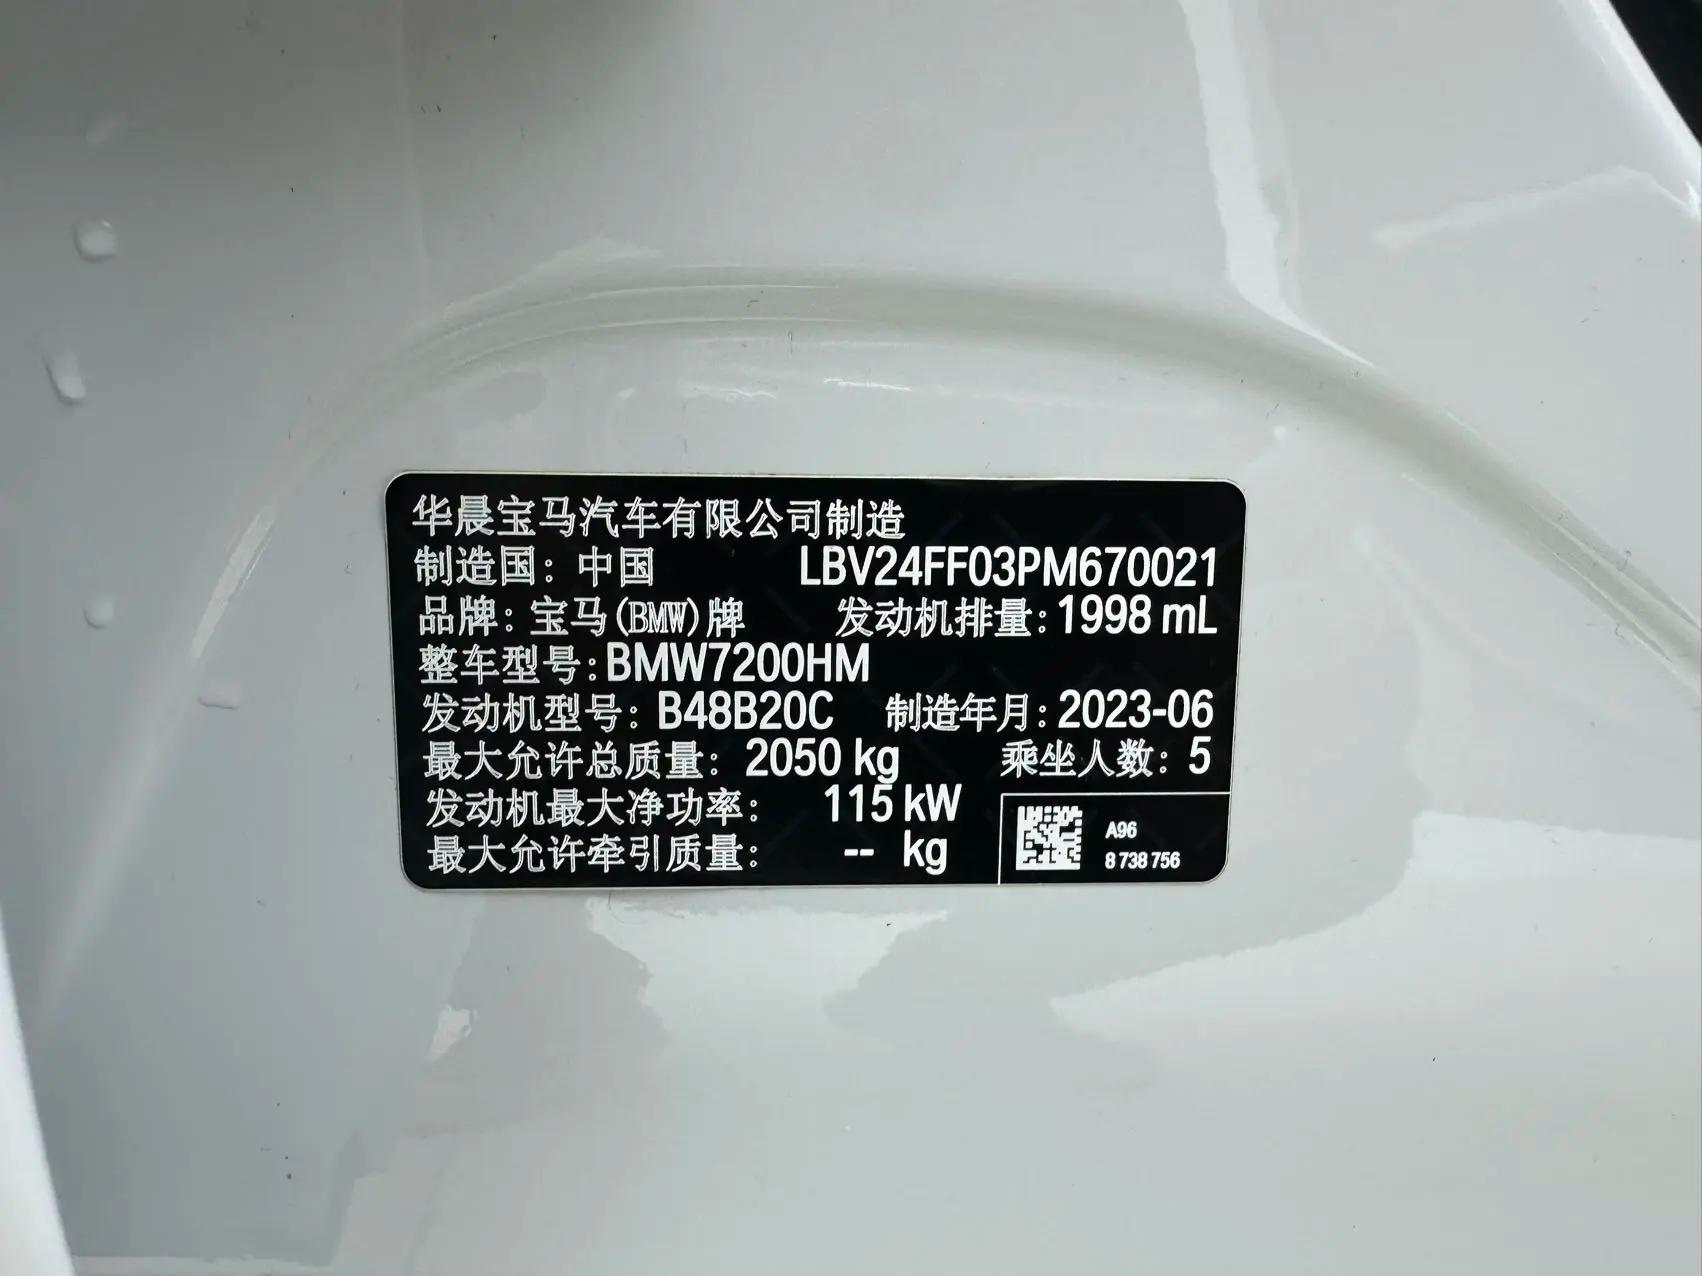 华晨宝马汽车有限公司制造
制造国：中国 LBV24FF03PM670021
品牌：宝马(BMW)牌 发动机排量：1998 mL
整车型号：BMW7200HM
发动机型号：B48B20C 制造年月：2023-06
最大允许总质量：2050 kg 乘坐人数：5
发动机最大净功率：115 kW
最大允许牵引质量：-- kg
A96
8 738 756